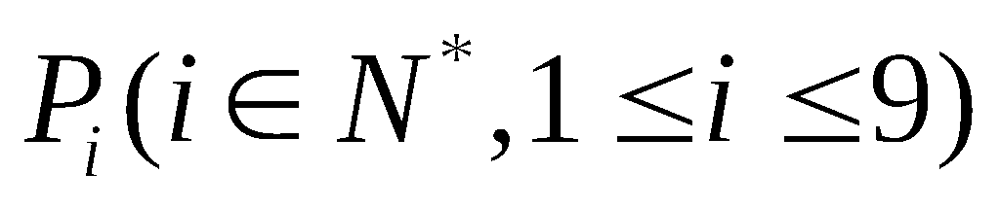 P_i (i ∈ N^*, 1 ≤ i ≤ 9)